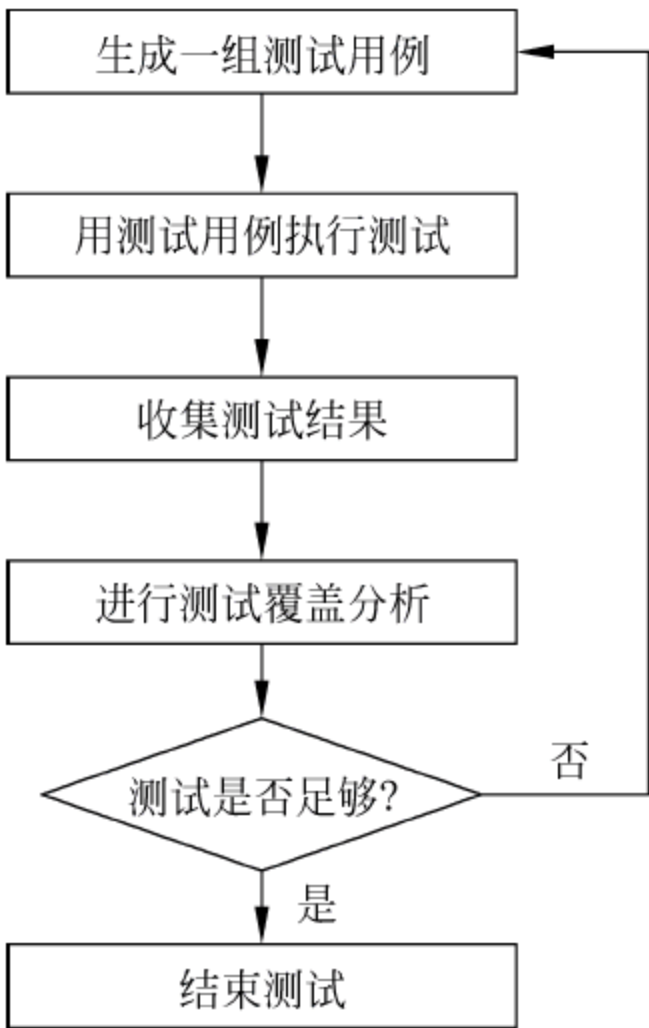 生成一组测试用例
用测试用例执行测试
收集测试结果
进行测试覆盖分析
测试是否足够?
否
是
结束测试